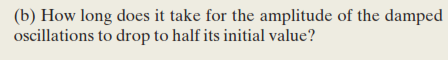 (b) How long does it take for the amplitude of the damped
oscillations to drop to half its initial value?